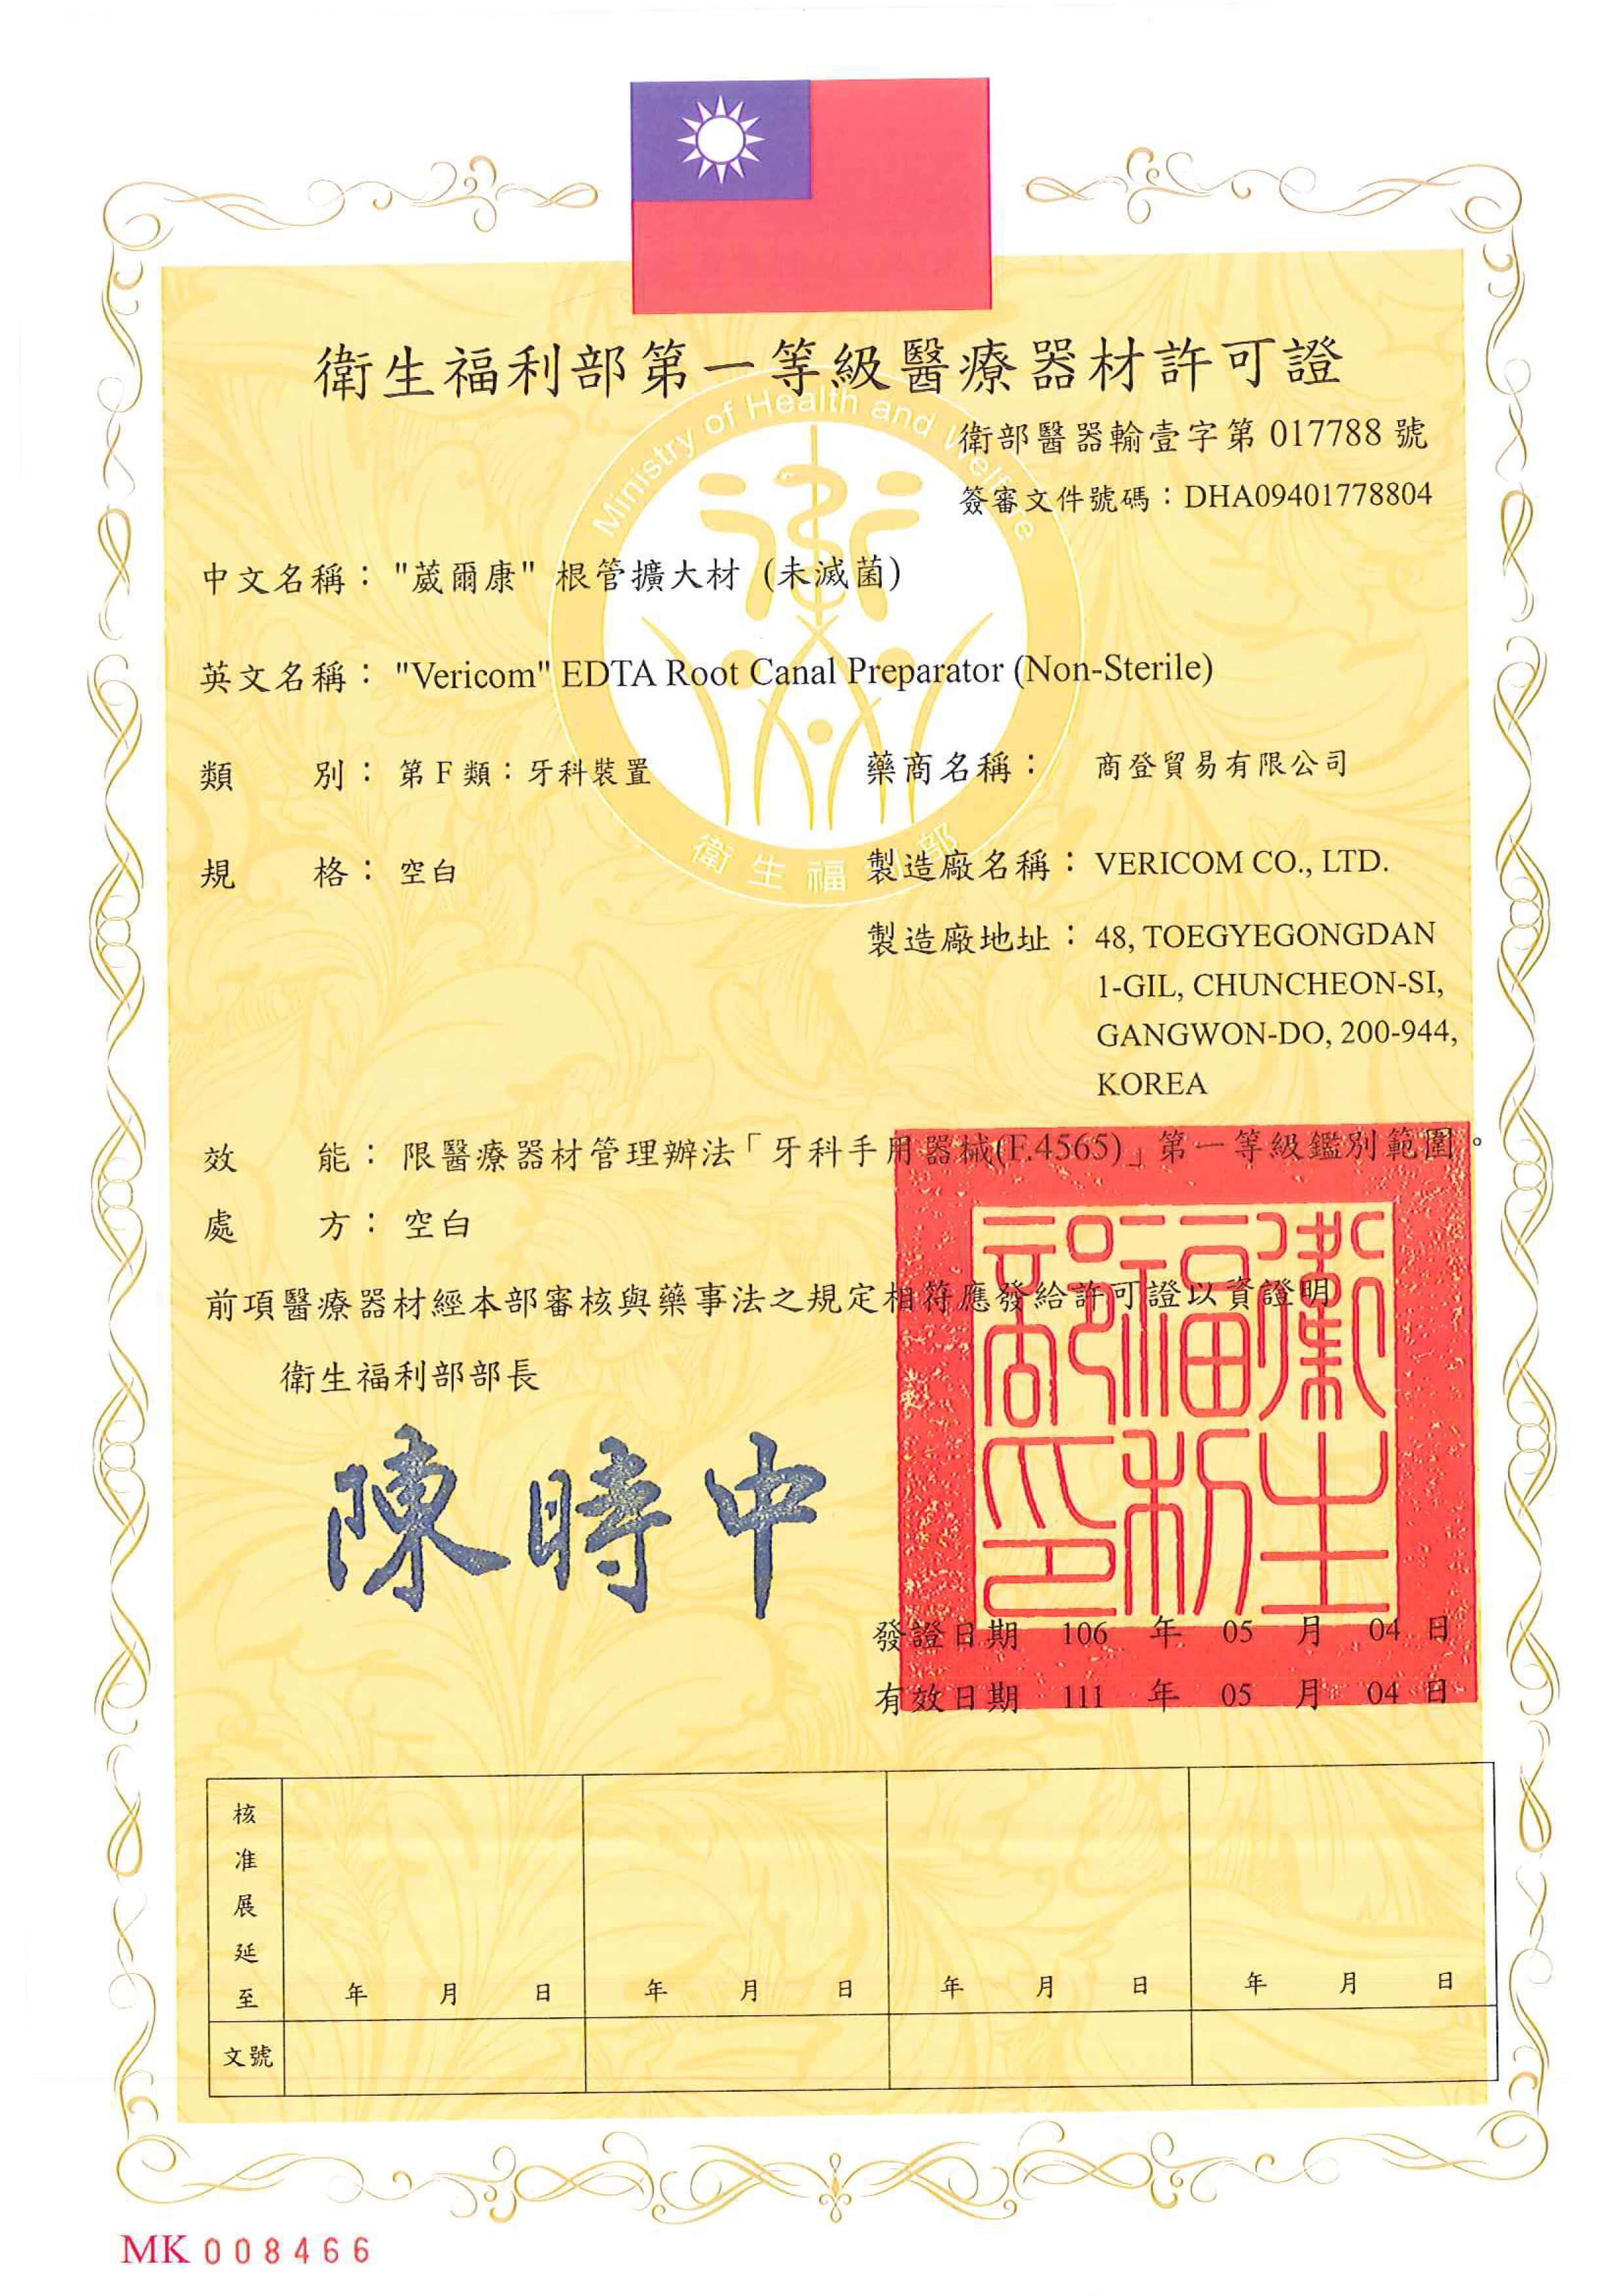 衛生福利部第一等級醫療器材許可證
衛部醫器輸壹字第 017788 號
簽審文件號碼：DHA09401778804
Ministry of Health and Welfare
衛生福利部
中文名稱："葳爾康" 根管擴大材 (未滅菌)
英文名稱："Vericom" EDTA Root Canal Preparator (Non-Sterile)
類別：第F類：牙科裝置
藥商名稱：商登貿易有限公司
規格：空白
製造廠名稱：VERICOM CO., LTD.
製造廠地址：48, TOEGYEGONGDAN
1-GIL, CHUNCHEON-SI,
GANGWON-DO, 200-944,
KOREA
效能：限醫療器材管理辦法「牙科手用器械(F.4565)」第一等級鑑別範圍。
處方：空白
前項醫療器材經本部審核與藥事法之規定相符應發給許可證以資證明
衛生福利部部長
陳時中
衛生福利部印
發證日期 106 年 05 月 04 日
有效日期 111 年 05 月 04 日
核准展延至 年 月 日 年 月 日 年 月 日 年 月 日
文號
MK 008466